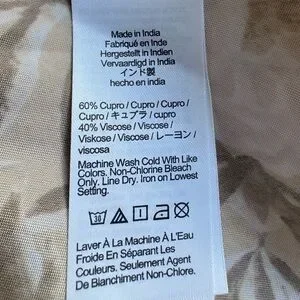 Made in India
Fabriqué en Inde
Hergestellt in Indien
Vervaardigd in India
インド製
hecho en india
60% Cupro / Cupro / Cupro /
Cupro / キュプラ / cupro
40% Viscose / Viscose /
Viskose / Viscose / レーヨン /
viscosa
Machine Wash Cold With Like
Colors. Non-Chlorine Bleach
Only. Line Dry. Iron on Lowest
Setting.
30
Laver À La Machine À L'Eau
Froide En Séparant Les
Couleurs. Seulement Agent
De Blanchiment Non-Chlore.